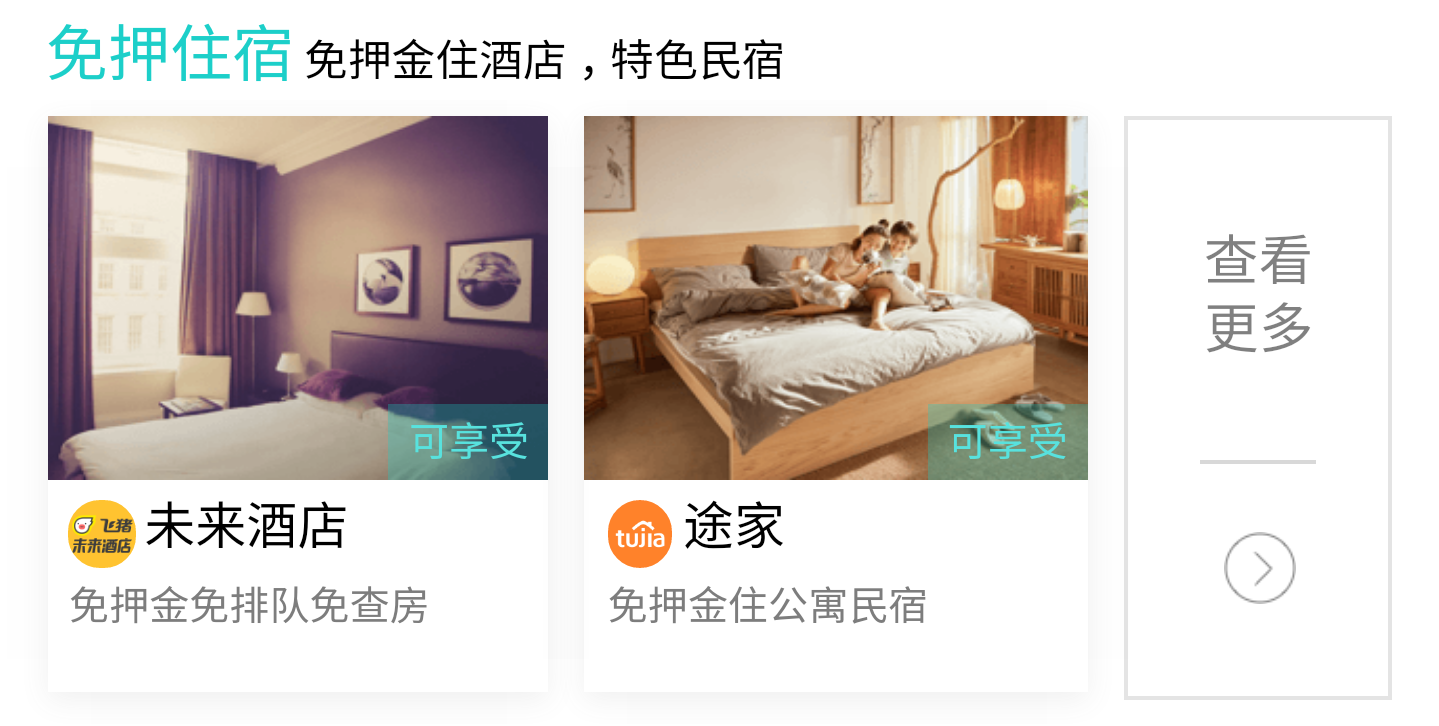 免押住宿 免押金住酒店，特色民宿
可享受
可享受
飞猪
未来酒店
未来酒店
免押金免排队免查房
tujia
途家
免押金住公寓民宿
查看
更多